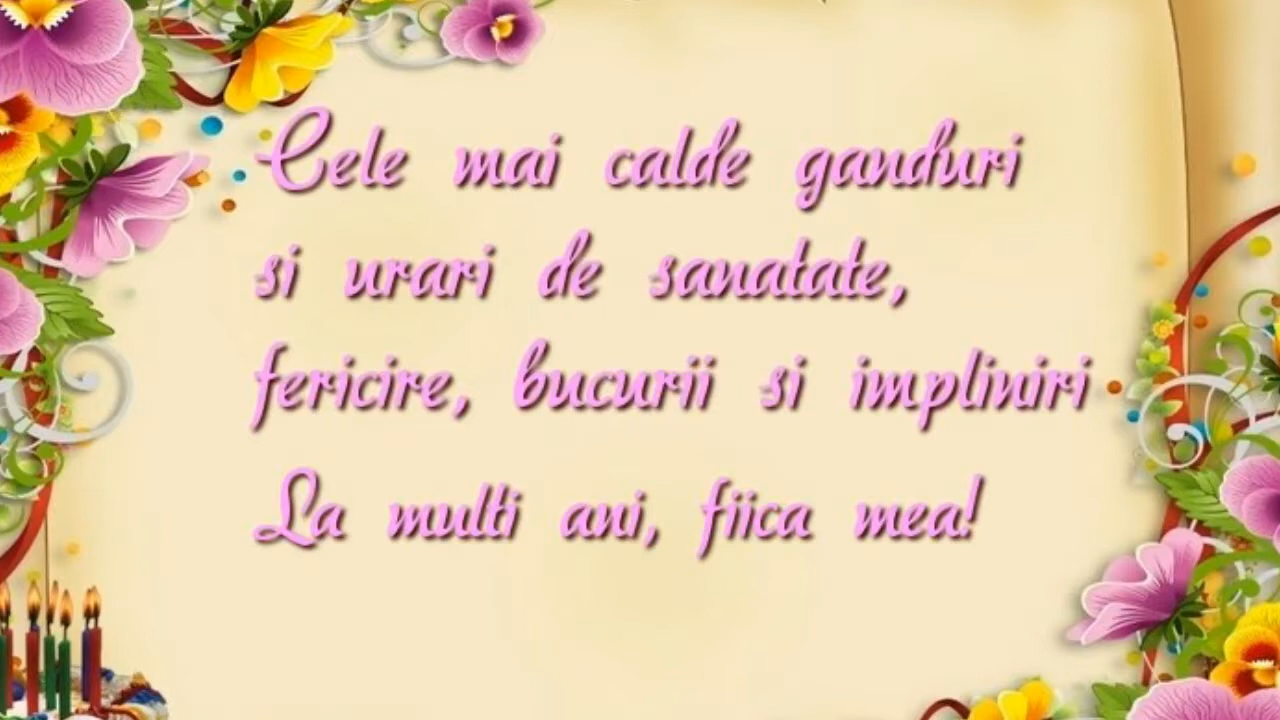 Cele mai calde ganduri
si urari de sanatate,
fericire, bucurii si impliniri
La multi ani, fiica mea!